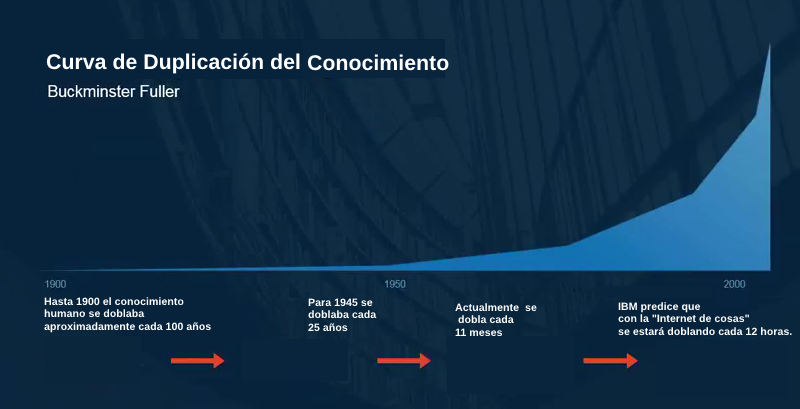 Curva de Duplicación del Conocimiento
Buckminster Fuller
1900
1950
2000
Hasta 1900 el conocimiento
humano se doblaba
aproximadamente cada 100 años
Para 1945 se
doblaba cada
25 años
Actualmente se
dobla cada
11 meses
IBM predice que
con la "Internet de cosas"
se estará doblando cada 12 horas.